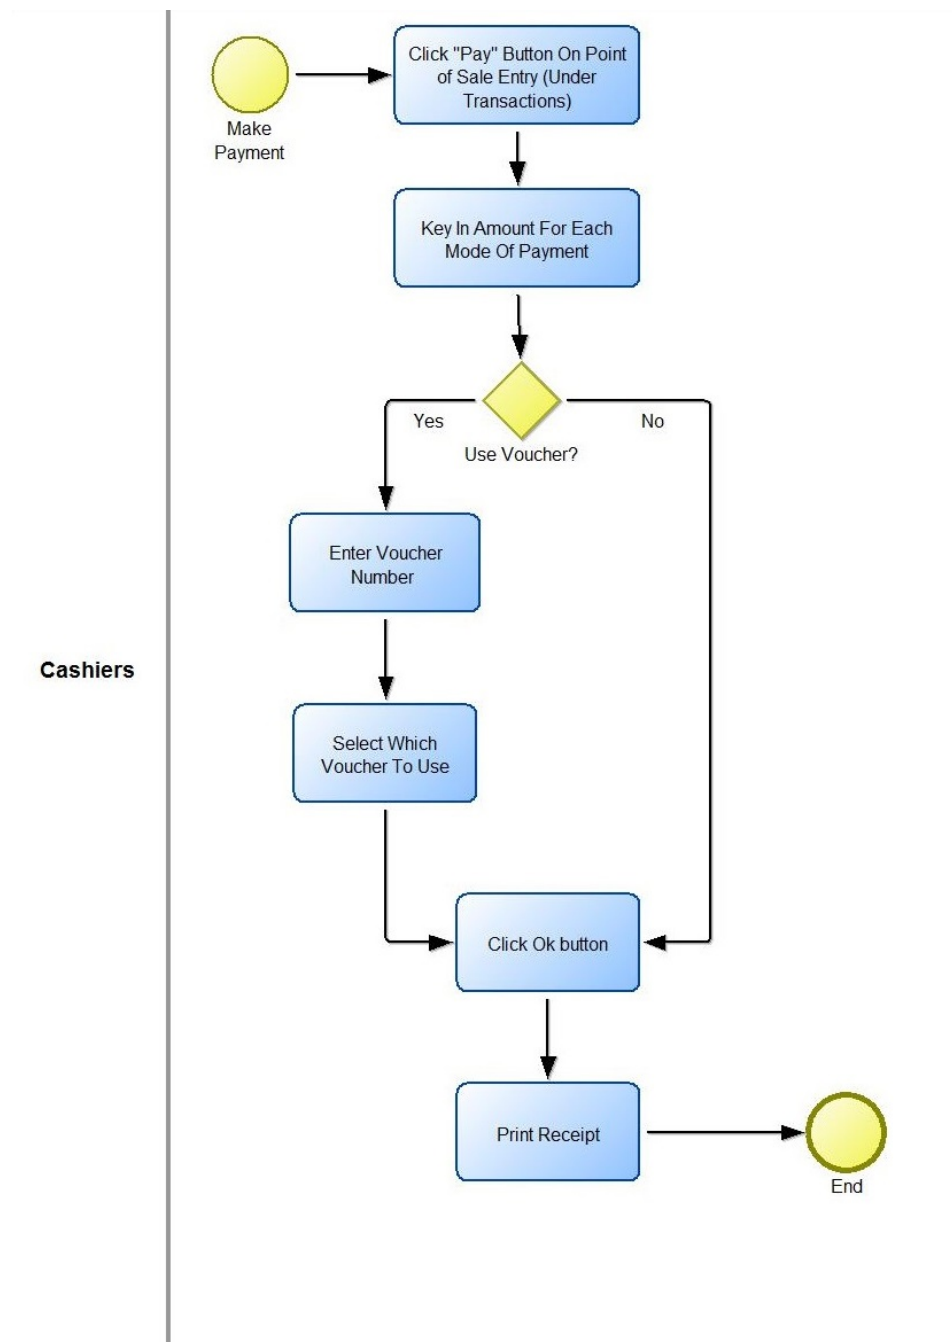 Click "Pay" Button On Point
of Sale Entry (Under
Transactions)
Make
Payment
Key In Amount For Each
Mode Of Payment
Yes
No
Use Voucher?
Enter Voucher
Number
Cashiers
Select Which
Voucher To Use
Click Ok button
Print Receipt
End